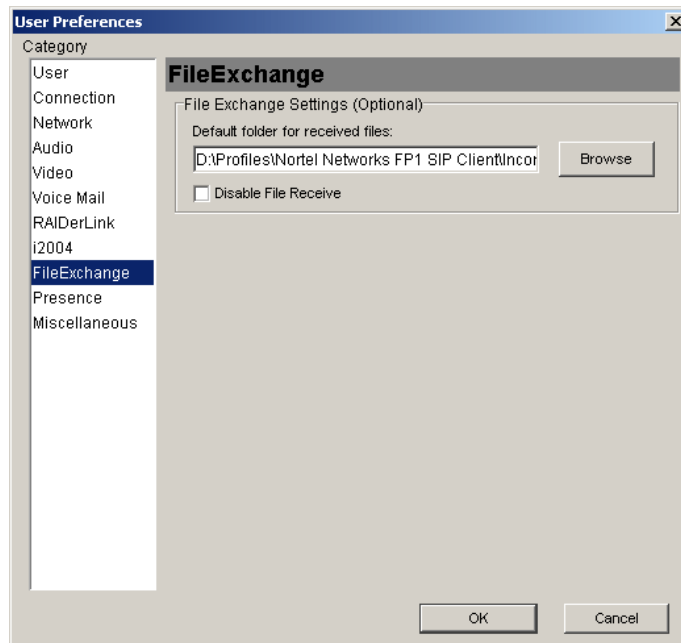 User Preferences
Category
User
Connection
Network
Audio
Video
Voice Mail
RAIDerLink
i2004
FileExchange
Presence
Miscellaneous
FileExchange
File Exchange Settings (Optional)
Default folder for received files:
D:\Profiles\Nortel Networks FP1 SIP Client\Incor
Browse
Disable File Receive
OK
Cancel